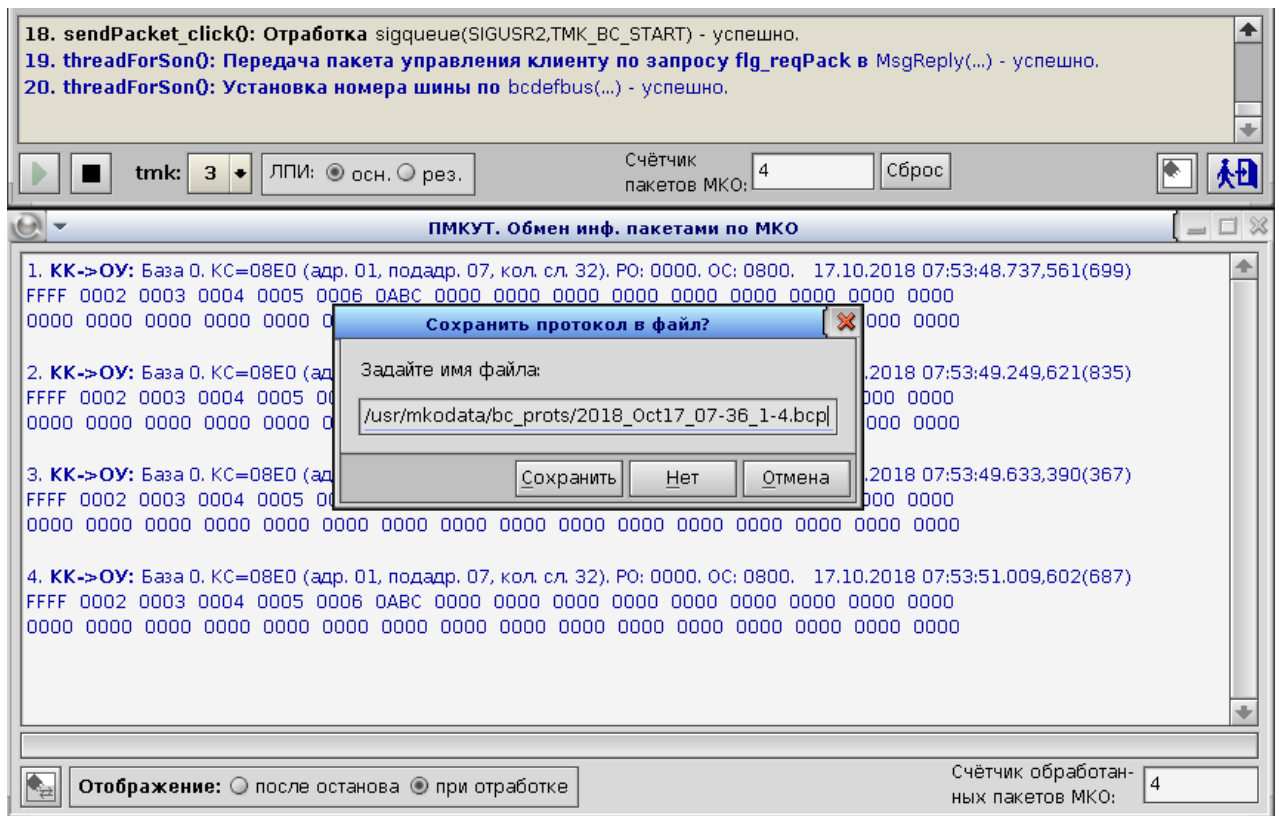 18. sendPacket_click(): Отработка sigqueue(SIGUSR2,TMK_BC_START) - успешно.
19. threadForSon(): Передача пакета управления клиенту по запросу flg_reqPack в MsgReply(...) - успешно.
20. threadForSon(): Установка номера шины по bcdefbus(...) - успешно.
tmk: 3 ЛПИ: осн. рез. Счётчик пакетов МКО: 4 Сброс
ПМКУТ. Обмен инф. пакетами по МКО
1. КК->ОУ: База 0. КС=08E0 (адр. 01, подадр. 07, кол. сл. 32). РО: 0000. ОС: 0800. 17.10.2018 07:53:48.737,561(699)
FFFF 0002 0003 0004 0005 0006 0ABC 0000 0000 0000 0000 0000 0000 0000 0000 0000
0000 0000 0000 0000 0000 0000
Сохранить протокол в файл?
Задайте имя файла:
/usr/mkodata/bc_prots/2018_Oct17_07-36_1-4.bcp
Сохранить Нет Отмена
2. КК->ОУ: База 0. КС=08E0 (ад .2018 07:53:49.249,621(835)
FFFF 0002 0003 0004 0005 0000
0000 0000 0000 0000 0000 0000
3. КК->ОУ: База 0. КС=08E0 (ад .2018 07:53:49.633,390(367)
FFFF 0002 0003 0004 0005 0000
0000 0000 0000 0000 0000 0000 0000 0000 0000 0000 0000 0000 0000 0000 0000 0000
4. КК->ОУ: База 0. КС=08E0 (адр. 01, подадр. 07, кол. сл. 32). РО: 0000. ОС: 0800. 17.10.2018 07:53:51.009,602(687)
FFFF 0002 0003 0004 0005 0006 0ABC 0000 0000 0000 0000 0000 0000 0000 0000 0000
0000 0000 0000 0000 0000 0000 0000 0000 0000 0000 0000 0000 0000 0000 0000 0000
Отображение: после останова при отработке Счётчик обработан-
ных пакетов МКО: 4